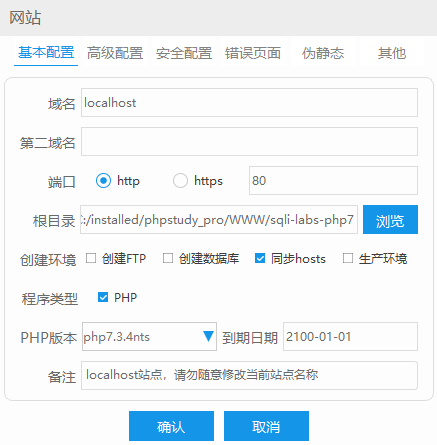 网站
基本配置 高级配置 安全配置 错误页面 伪静态 其他
域名 localhost
第二域名
端口 http https 80
根目录 C:/installed/phpstudy_pro/WWW/sqli-labs-php7 浏览
创建环境 创建FTP 创建数据库 同步hosts 生产环境
程序类型 PHP
PHP版本 php7.3.4nts 到期日期 2100-01-01
备注 localhost站点，请勿随意修改当前站点名称
确认 取消